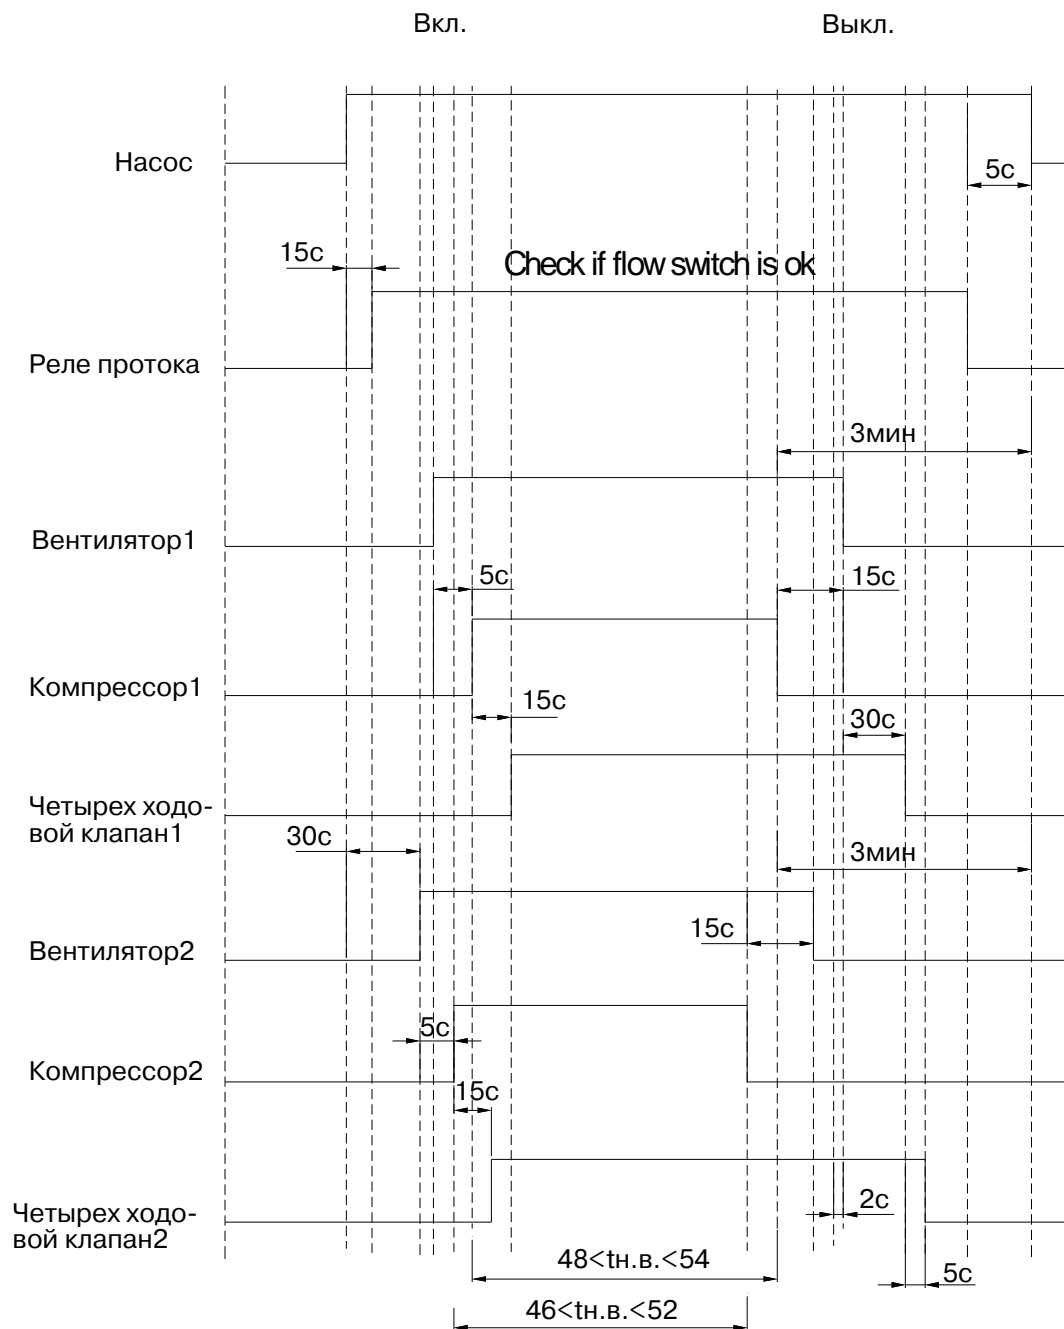 Вкл.
Выкл.
Насос
5с
15с
Check if flow switch is ok
Реле протока
3мин
Вентилятор1
5с
15с
Компрессор1
15с
30с
Четырех ходо-
вой клапан1
30с
3мин
Вентилятор2
15с
5с
Компрессор2
15с
2с
Четырех ходо-
вой клапан2
48<tн.в.<54
5с
46<tн.в.<52